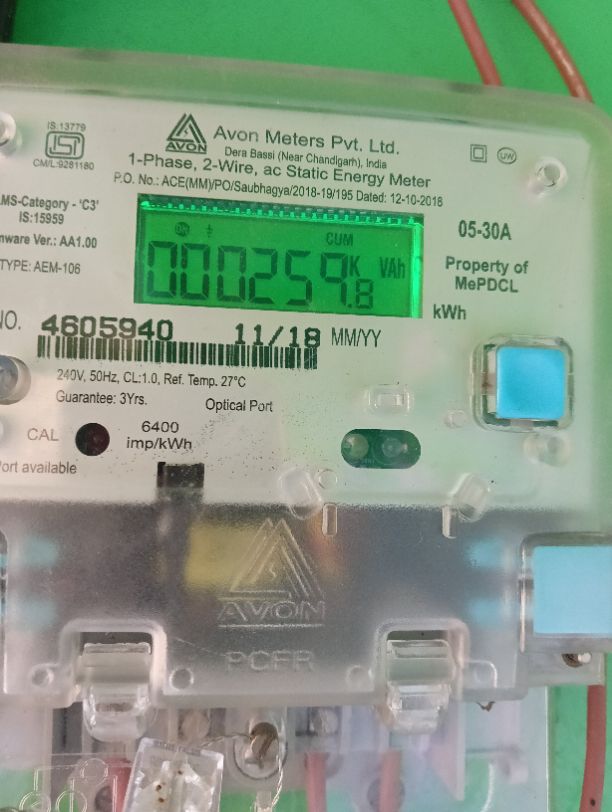 IS:13779
ISI
CM/L:9281180
AVON
Avon Meters Pvt. Ltd.
Dera Bassi (Near Chandigarh), India
1-Phase, 2-Wire, ac Static Energy Meter
P.O. No.: ACE(MM)/PO/Saubhagya/2018-19/195 Dated: 12-10-2018
MS-Category - 'C3'
IS:15959
ware Ver.: AA1.00
TYPE: AEM-106
CUM
000259.8
K VAh
05-30A
Property of
MePDCL
kWh
NO. 4605940 11/18 MM/YY
240V, 50Hz, CL:1.0, Ref. Temp. 27°C
Guarantee: 3Yrs.
Optical Port
CAL
6400
imp/kWh
ort available
AVON
PCFR